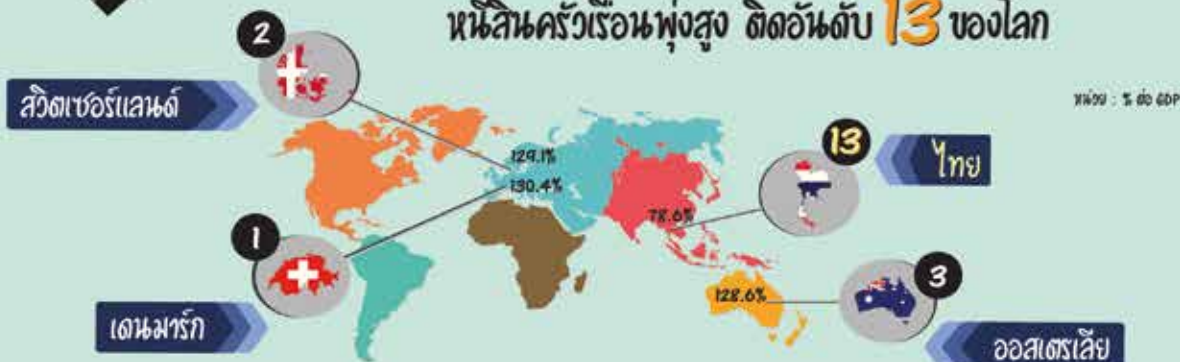 หนี้สินครัวเรือนพุ่งสูง ติดอันดับ 13 ของโลก
หน่วย : % ต่อ GDP
2
สวิตเซอร์แลนด์
129.1%
130.4%
13
ไทย
78.6%
1
เดนมาร์ก
128.6%
3
ออสเตรเลีย